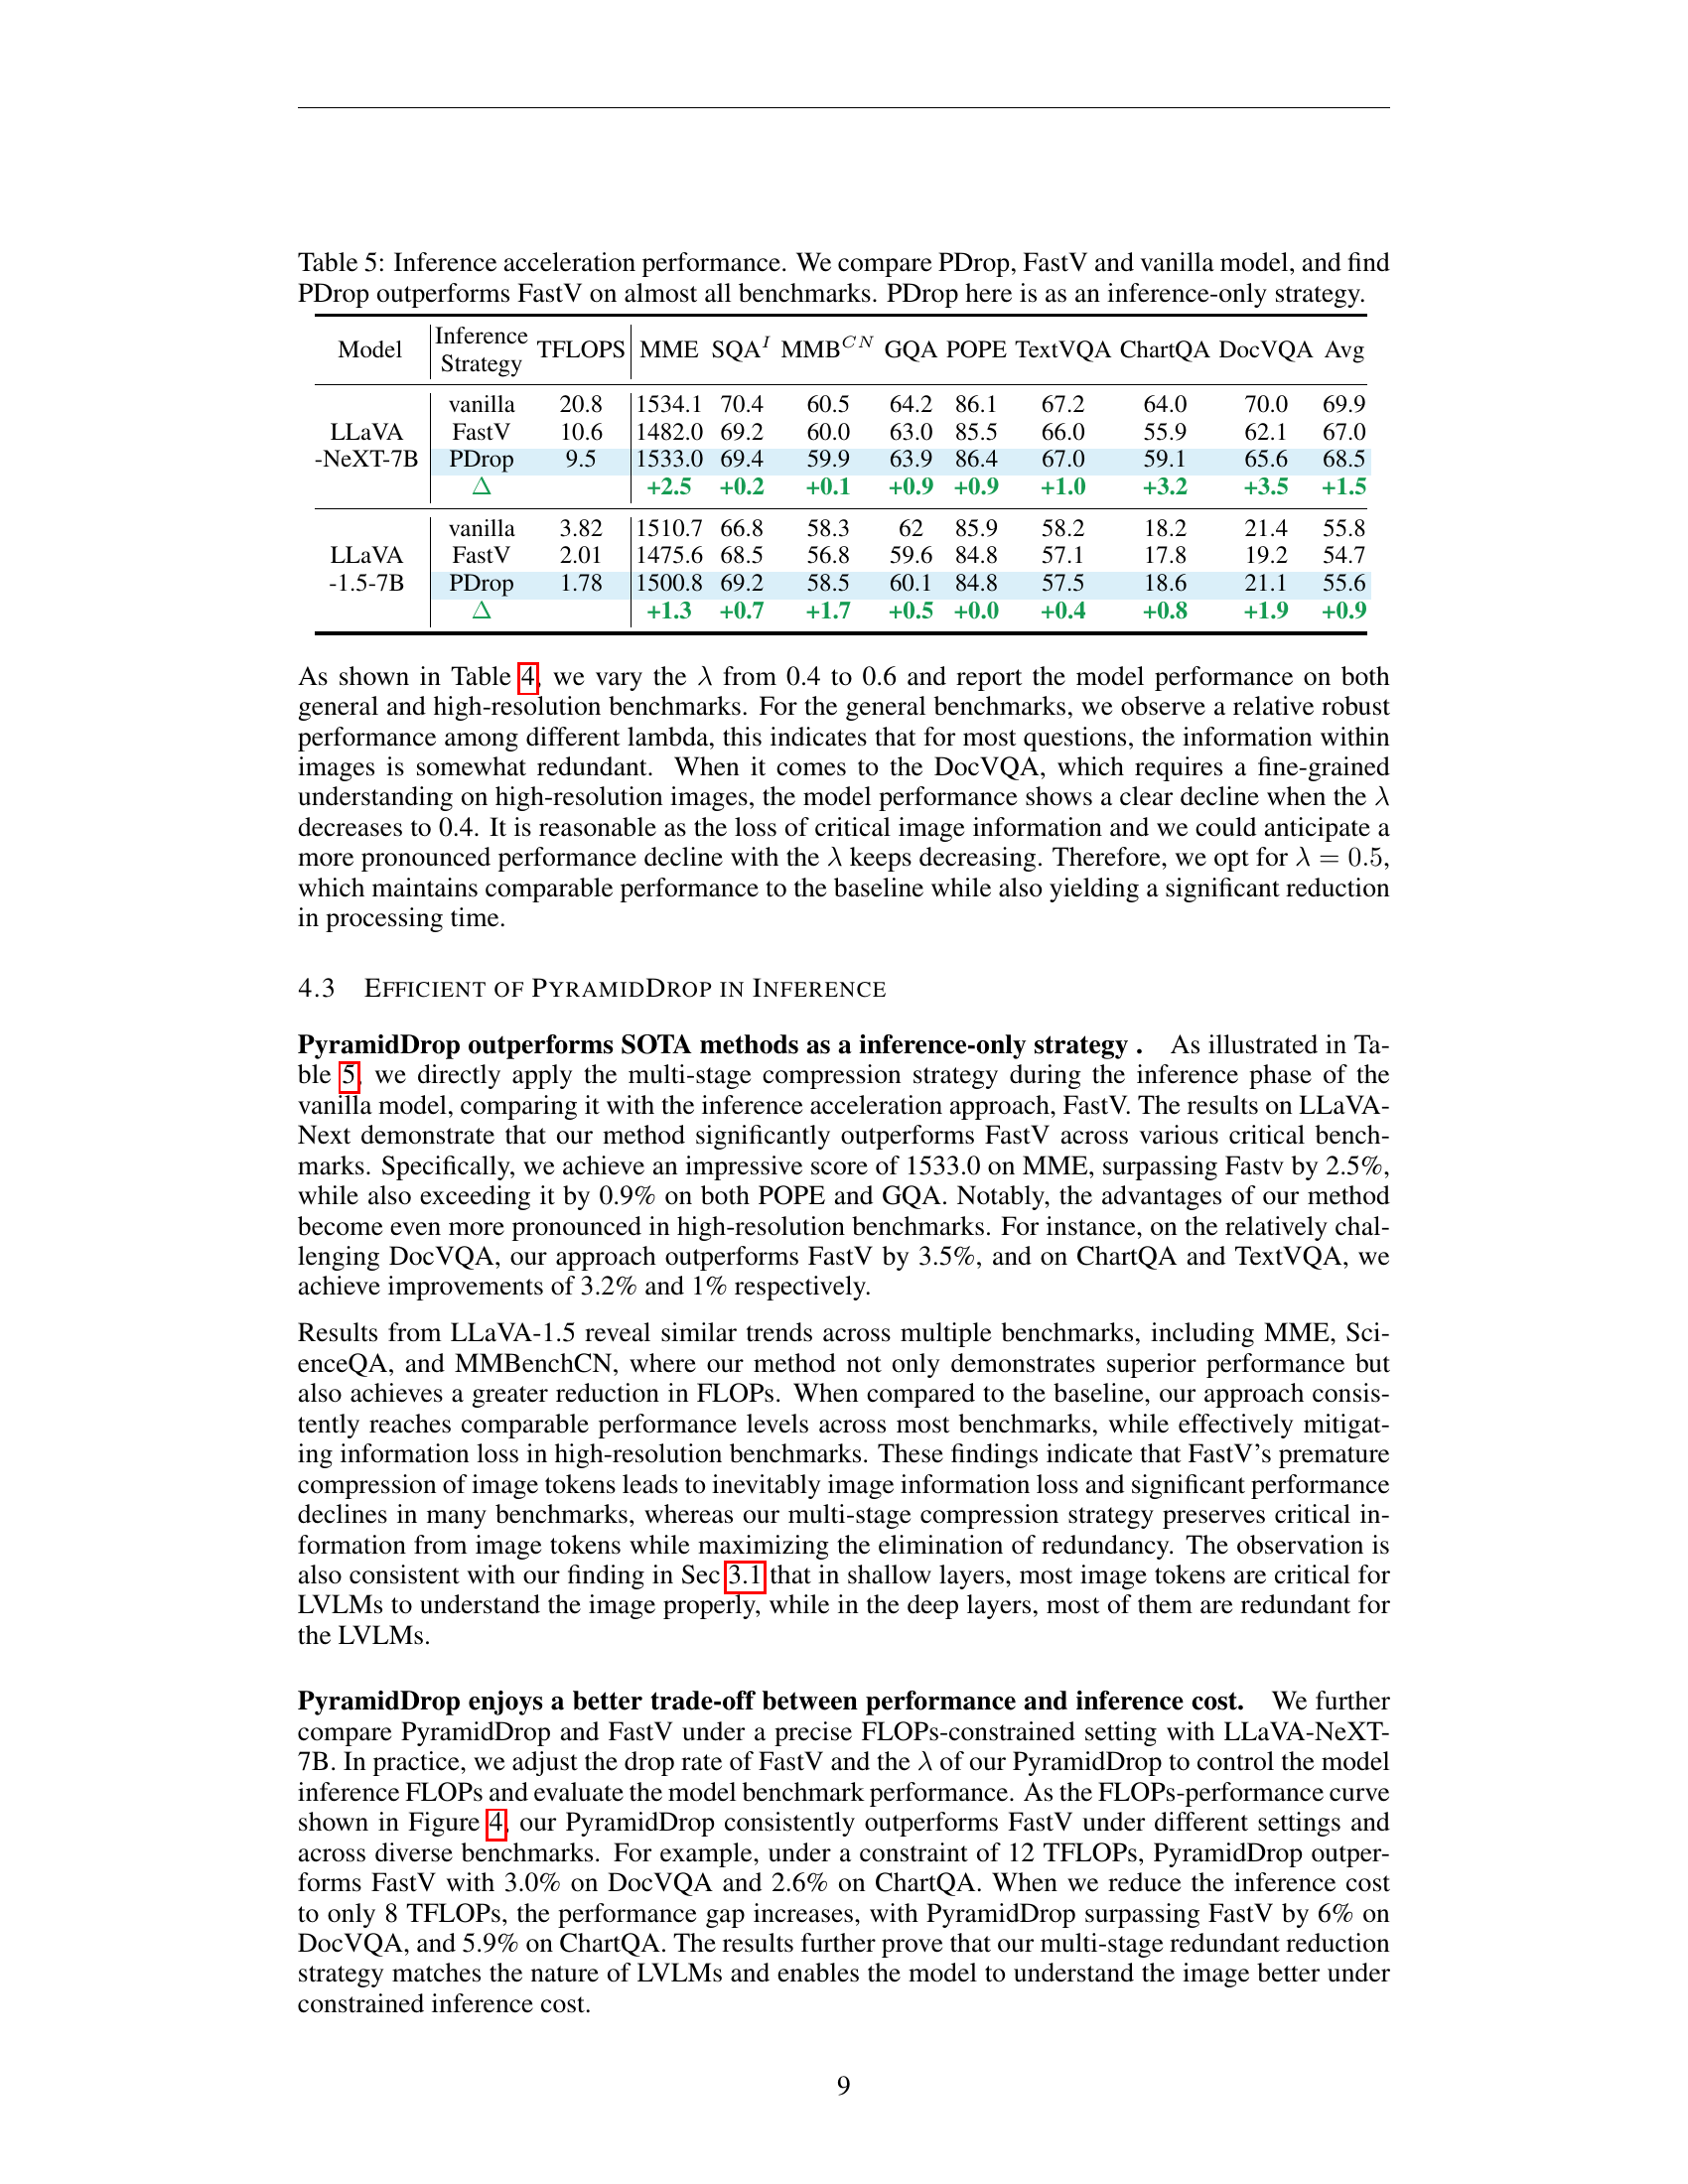 Table 5: Inference acceleration performance. We compare PDrop, FastV and vanilla model, and find
PDrop outperforms FastV on almost all benchmarks. PDrop here is as an inference-only strategy.
Model Inference Strategy TFLOPS MME SQA^I MMB^CN GQA POPE TextVQA ChartQA DocVQA Avg
vanilla 20.8 1534.1 70.4 60.5 64.2 86.1 67.2 64.0 70.0 69.9
LLaVA FastV 10.6 1482.0 69.2 60.0 63.0 85.5 66.0 55.9 62.1 67.0
-NeXT-7B PDrop 9.5 1533.0 69.4 59.9 63.9 86.4 67.0 59.1 65.6 68.5
Δ +2.5 +0.2 +0.1 +0.9 +0.9 +1.0 +3.2 +3.5 +1.5
vanilla 3.82 1510.7 66.8 58.3 62 85.9 58.2 18.2 21.4 55.8
LLaVA FastV 2.01 1475.6 68.5 56.8 59.6 84.8 57.1 17.8 19.2 54.7
-1.5-7B PDrop 1.78 1500.8 69.2 58.5 60.1 84.8 57.5 18.6 21.1 55.6
Δ +1.3 +0.7 +1.7 +0.5 +0.0 +0.4 +0.8 +1.9 +0.9
As shown in Table 4, we vary the λ from 0.4 to 0.6 and report the model performance on both
general and high-resolution benchmarks. For the general benchmarks, we observe a relative robust
performance among different lambda, this indicates that for most questions, the information within
images is somewhat redundant. When it comes to the DocVQA, which requires a fine-grained
understanding on high-resolution images, the model performance shows a clear decline when the λ
decreases to 0.4. It is reasonable as the loss of critical image information and we could anticipate a
more pronounced performance decline with the λ keeps decreasing. Therefore, we opt for λ = 0.5,
which maintains comparable performance to the baseline while also yielding a significant reduction
in processing time.
4.3 EFFICIENT OF PYRAMIDDROP IN INFERENCE
PyramidDrop outperforms SOTA methods as a inference-only strategy . As illustrated in Ta-
ble 5, we directly apply the multi-stage compression strategy during the inference phase of the
vanilla model, comparing it with the inference acceleration approach, FastV. The results on LLaVA-
Next demonstrate that our method significantly outperforms FastV across various critical bench-
marks. Specifically, we achieve an impressive score of 1533.0 on MME, surpassing Fastv by 2.5%,
while also exceeding it by 0.9% on both POPE and GQA. Notably, the advantages of our method
become even more pronounced in high-resolution benchmarks. For instance, on the relatively chal-
lenging DocVQA, our approach outperforms FastV by 3.5%, and on ChartQA and TextVQA, we
achieve improvements of 3.2% and 1% respectively.
Results from LLaVA-1.5 reveal similar trends across multiple benchmarks, including MME, Sci-
enceQA, and MMBenchCN, where our method not only demonstrates superior performance but
also achieves a greater reduction in FLOPs. When compared to the baseline, our approach consis-
tently reaches comparable performance levels across most benchmarks, while effectively mitigat-
ing information loss in high-resolution benchmarks. These findings indicate that FastV's premature
compression of image tokens leads to inevitably image information loss and significant performance
declines in many benchmarks, whereas our multi-stage compression strategy preserves critical in-
formation from image tokens while maximizing the elimination of redundancy. The observation is
also consistent with our finding in Sec 3.1 that in shallow layers, most image tokens are critical for
LVLMs to understand the image properly, while in the deep layers, most of them are redundant for
the LVLMs.
PyramidDrop enjoys a better trade-off between performance and inference cost. We further
compare PyramidDrop and FastV under a precise FLOPs-constrained setting with LLaVA-NeXT-
7B. In practice, we adjust the drop rate of FastV and the λ of our PyramidDrop to control the model
inference FLOPs and evaluate the model benchmark performance. As the FLOPs-performance curve
shown in Figure 4, our PyramidDrop consistently outperforms FastV under different settings and
across diverse benchmarks. For example, under a constraint of 12 TFLOPs, PyramidDrop outper-
forms FastV with 3.0% on DocVQA and 2.6% on ChartQA. When we reduce the inference cost
to only 8 TFLOPs, the performance gap increases, with PyramidDrop surpassing FastV by 6% on
DocVQA, and 5.9% on ChartQA. The results further prove that our multi-stage redundant reduction
strategy matches the nature of LVLMs and enables the model to understand the image better under
constrained inference cost.
9